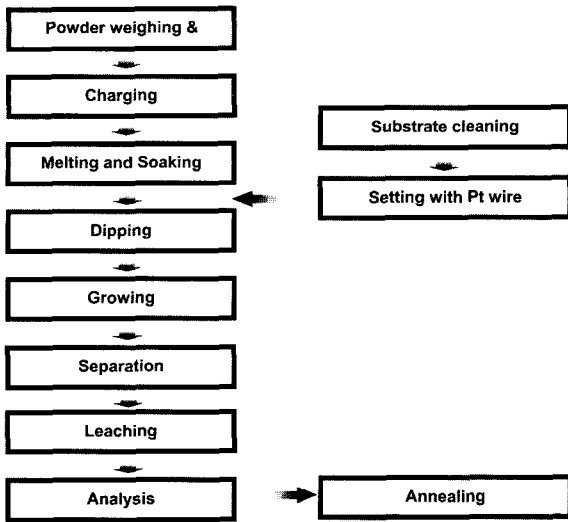 Powder weighing &
Charging
Melting and Soaking
Dipping
Growing
Separation
Leaching
Analysis
Substrate cleaning
Setting with Pt wire
Annealing